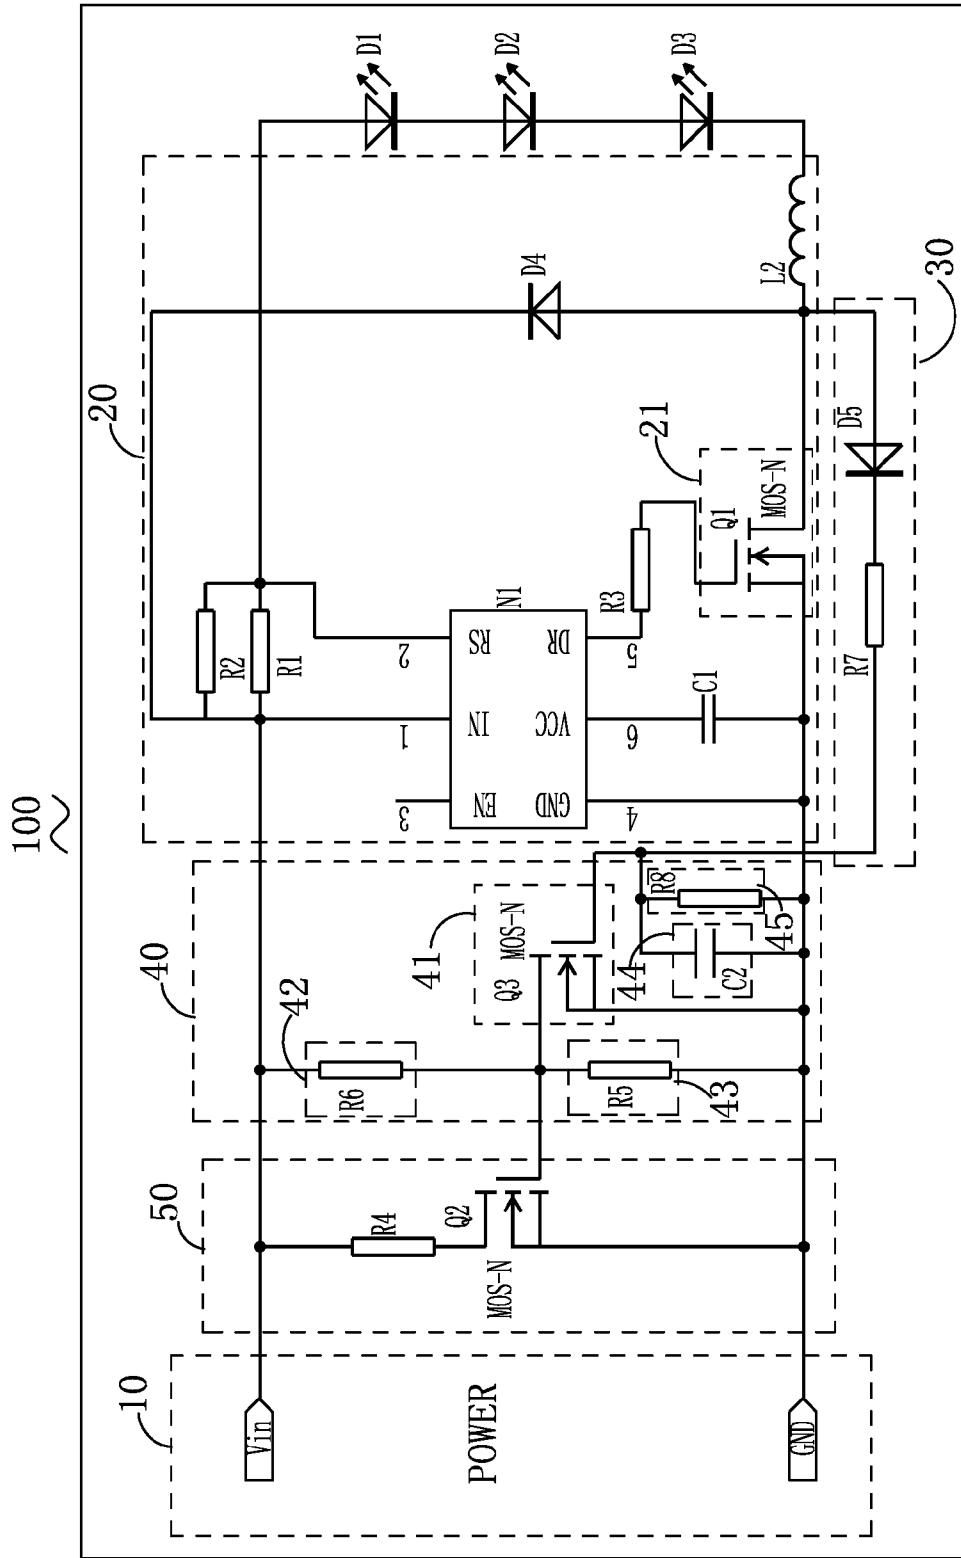 100
10
50
40
20
30
POWER
Vin
GND
R4
Q2
MOS-N
42
R6
R5
43
41
Q3
MOS-N
44
C2
R8
45
R2
R1
N1
EN
IN
RS
GND
VCC
DR
3
1
2
4
6
5
C1
R3
21
Q1
MOS-N
D4
L2
D1
D2
D3
D5
R7